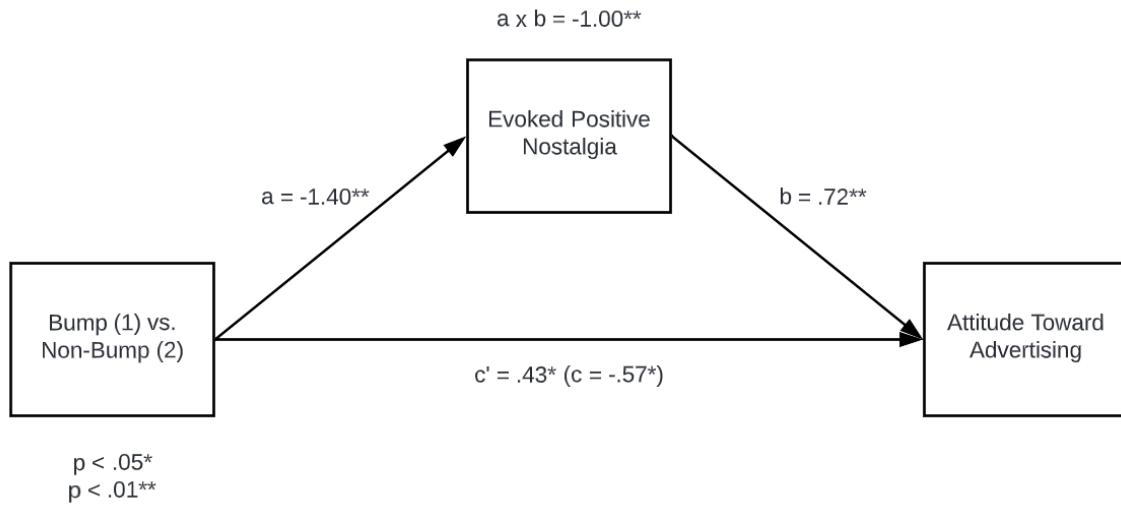 a x b = -1.00**
Evoked Positive
Nostalgia
a = -1.40**
b = .72**
Bump (1) vs.
Non-Bump (2)
Attitude Toward
Advertising
c' = .43* (c = -.57*)
p < .05*
p < .01**